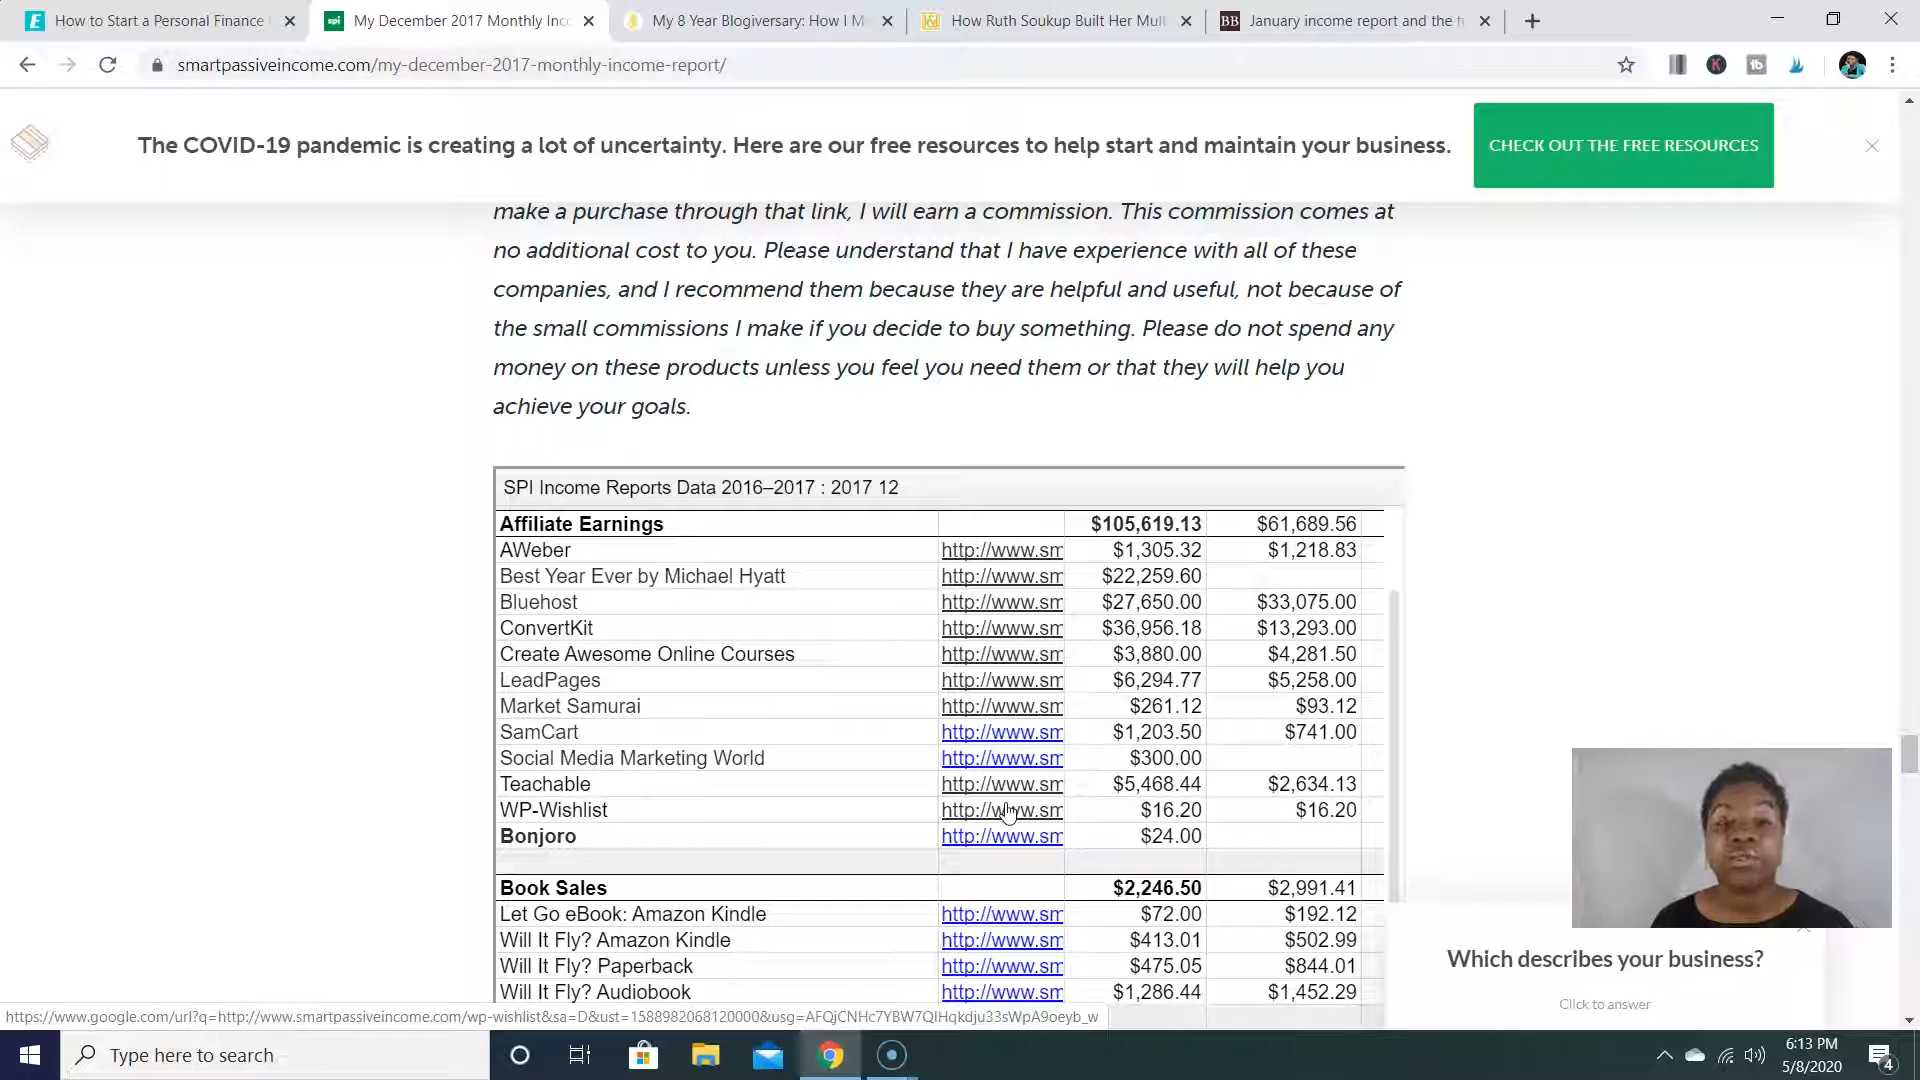 How to Start a Personal Finance
My December 2017 Monthly Inc
My 8 Year Blogiversary: How I M
How Ruth Soukup Built Her Mul
January income report and the f
smartpassiveincome.com/my-december-2017-monthly-income-report/
The COVID-19 pandemic is creating a lot of uncertainty. Here are our free resources to help start and maintain your business.
CHECK OUT THE FREE RESOURCES
make a purchase through that link, I will earn a commission. This commission comes at
no additional cost to you. Please understand that I have experience with all of these
companies, and I recommend them because they are helpful and useful, not because of
the small commissions I make if you decide to buy something. Please do not spend any
money on these products unless you feel you need them or that they will help you
achieve your goals.
SPI Income Reports Data 2016–2017 : 2017 12
Affiliate Earnings $105,619.13 $61,689.56
AWeber http://www.sm $1,305.32 $1,218.83
Best Year Ever by Michael Hyatt http://www.sm $22,259.60
Bluehost http://www.sm $27,650.00 $33,075.00
ConvertKit http://www.sm $36,956.18 $13,293.00
Create Awesome Online Courses http://www.sm $3,880.00 $4,281.50
LeadPages http://www.sm $6,294.77 $5,258.00
Market Samurai http://www.sm $261.12 $93.12
SamCart http://www.sm $1,203.50 $741.00
Social Media Marketing World http://www.sm $300.00
Teachable http://www.sm $5,468.44 $2,634.13
WP-Wishlist http://www.sm $16.20 $16.20
Bonjoro http://www.sm $24.00
Book Sales $2,246.50 $2,991.41
Let Go eBook: Amazon Kindle http://www.sm $72.00 $192.12
Will It Fly? Amazon Kindle http://www.sm $413.01 $502.99
Will It Fly? Paperback http://www.sm $475.05 $844.01
Will It Fly? Audiobook http://www.sm $1,286.44 $1,452.29
Which describes your business?
Click to answer
https://www.google.com/url?q=http://www.smartpassiveincome.com/wp-wishlist&sa=D&ust=1588982068120000&usg=AFQjCNHc7YBW7QIHqkdju33sWpA9oeyb_w
Type here to search
6:13 PM
5/8/2020
4